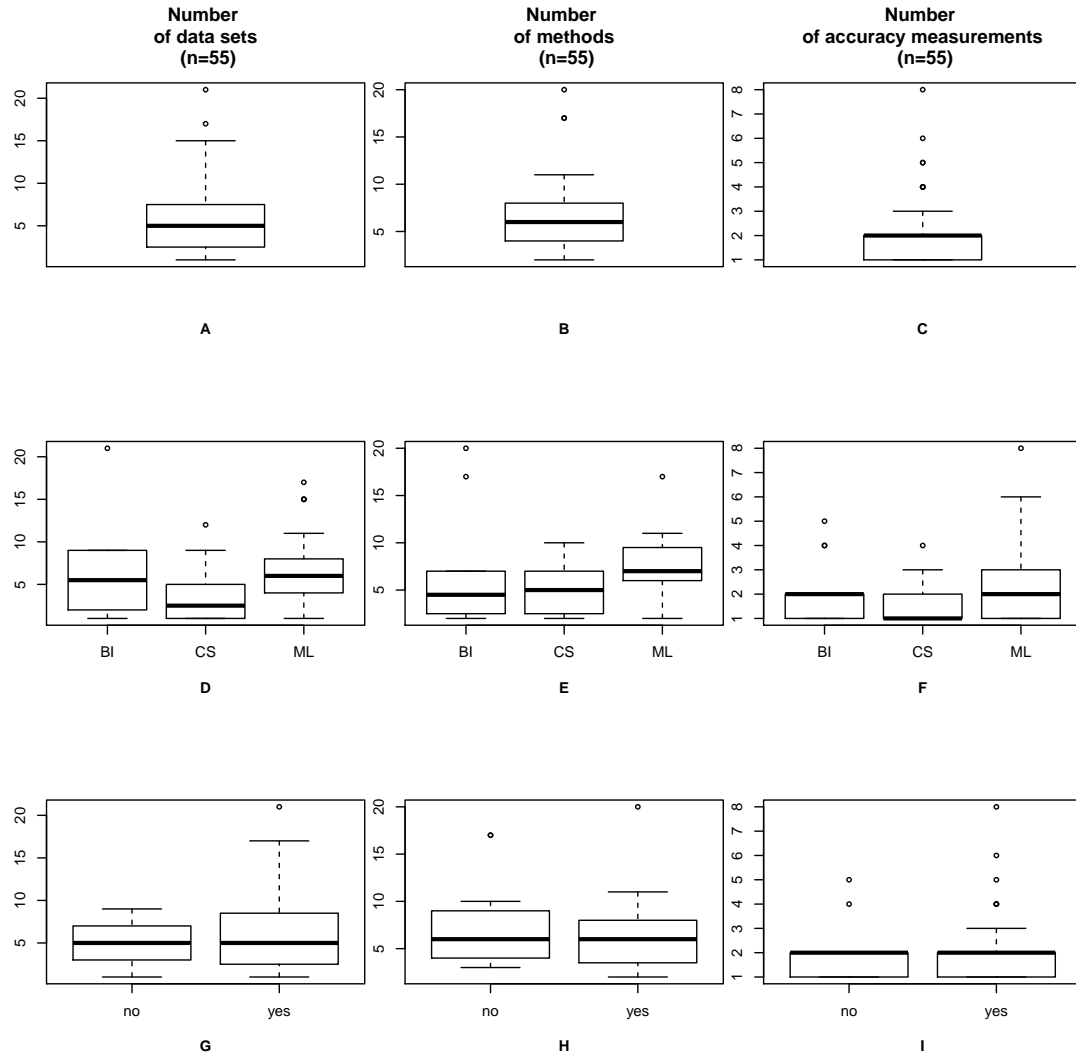 Number
of data sets
(n=55)
Number
of methods
(n=55)
Number
of accuracy measurements
(n=55)
5
10
15
20
A
5
10
15
20
B
1
2
3
4
5
6
7
8
C
5
10
15
20
BI
CS
ML
D
5
10
15
20
BI
CS
ML
E
1
2
3
4
5
6
7
8
BI
CS
ML
F
5
10
15
20
no
yes
G
5
10
15
20
no
yes
H
1
2
3
4
5
6
7
8
no
yes
I